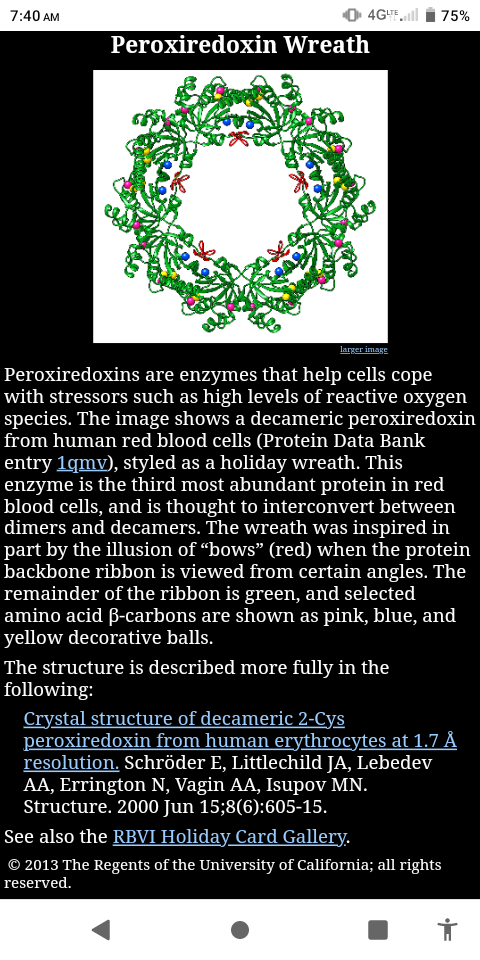 7:40 AM 4G LTE 75%
Peroxiredoxin Wreath
larger image
Peroxiredoxins are enzymes that help cells cope
with stressors such as high levels of reactive oxygen
species. The image shows a decameric peroxiredoxin
from human red blood cells (Protein Data Bank
entry 1qmv), styled as a holiday wreath. This
enzyme is the third most abundant protein in red
blood cells, and is thought to interconvert between
dimers and decamers. The wreath was inspired in
part by the illusion of “bows” (red) when the protein
backbone ribbon is viewed from certain angles. The
remainder of the ribbon is green, and selected
amino acid β-carbons are shown as pink, blue, and
yellow decorative balls.
The structure is described more fully in the
following:
Crystal structure of decameric 2-Cys
peroxiredoxin from human erythrocytes at 1.7 Å
resolution. Schröder E, Littlechild JA, Lebedev
AA, Errington N, Vagin AA, Isupov MN.
Structure. 2000 Jun 15;8(6):605-15.
See also the RBVI Holiday Card Gallery.
© 2013 The Regents of the University of California; all rights
reserved.